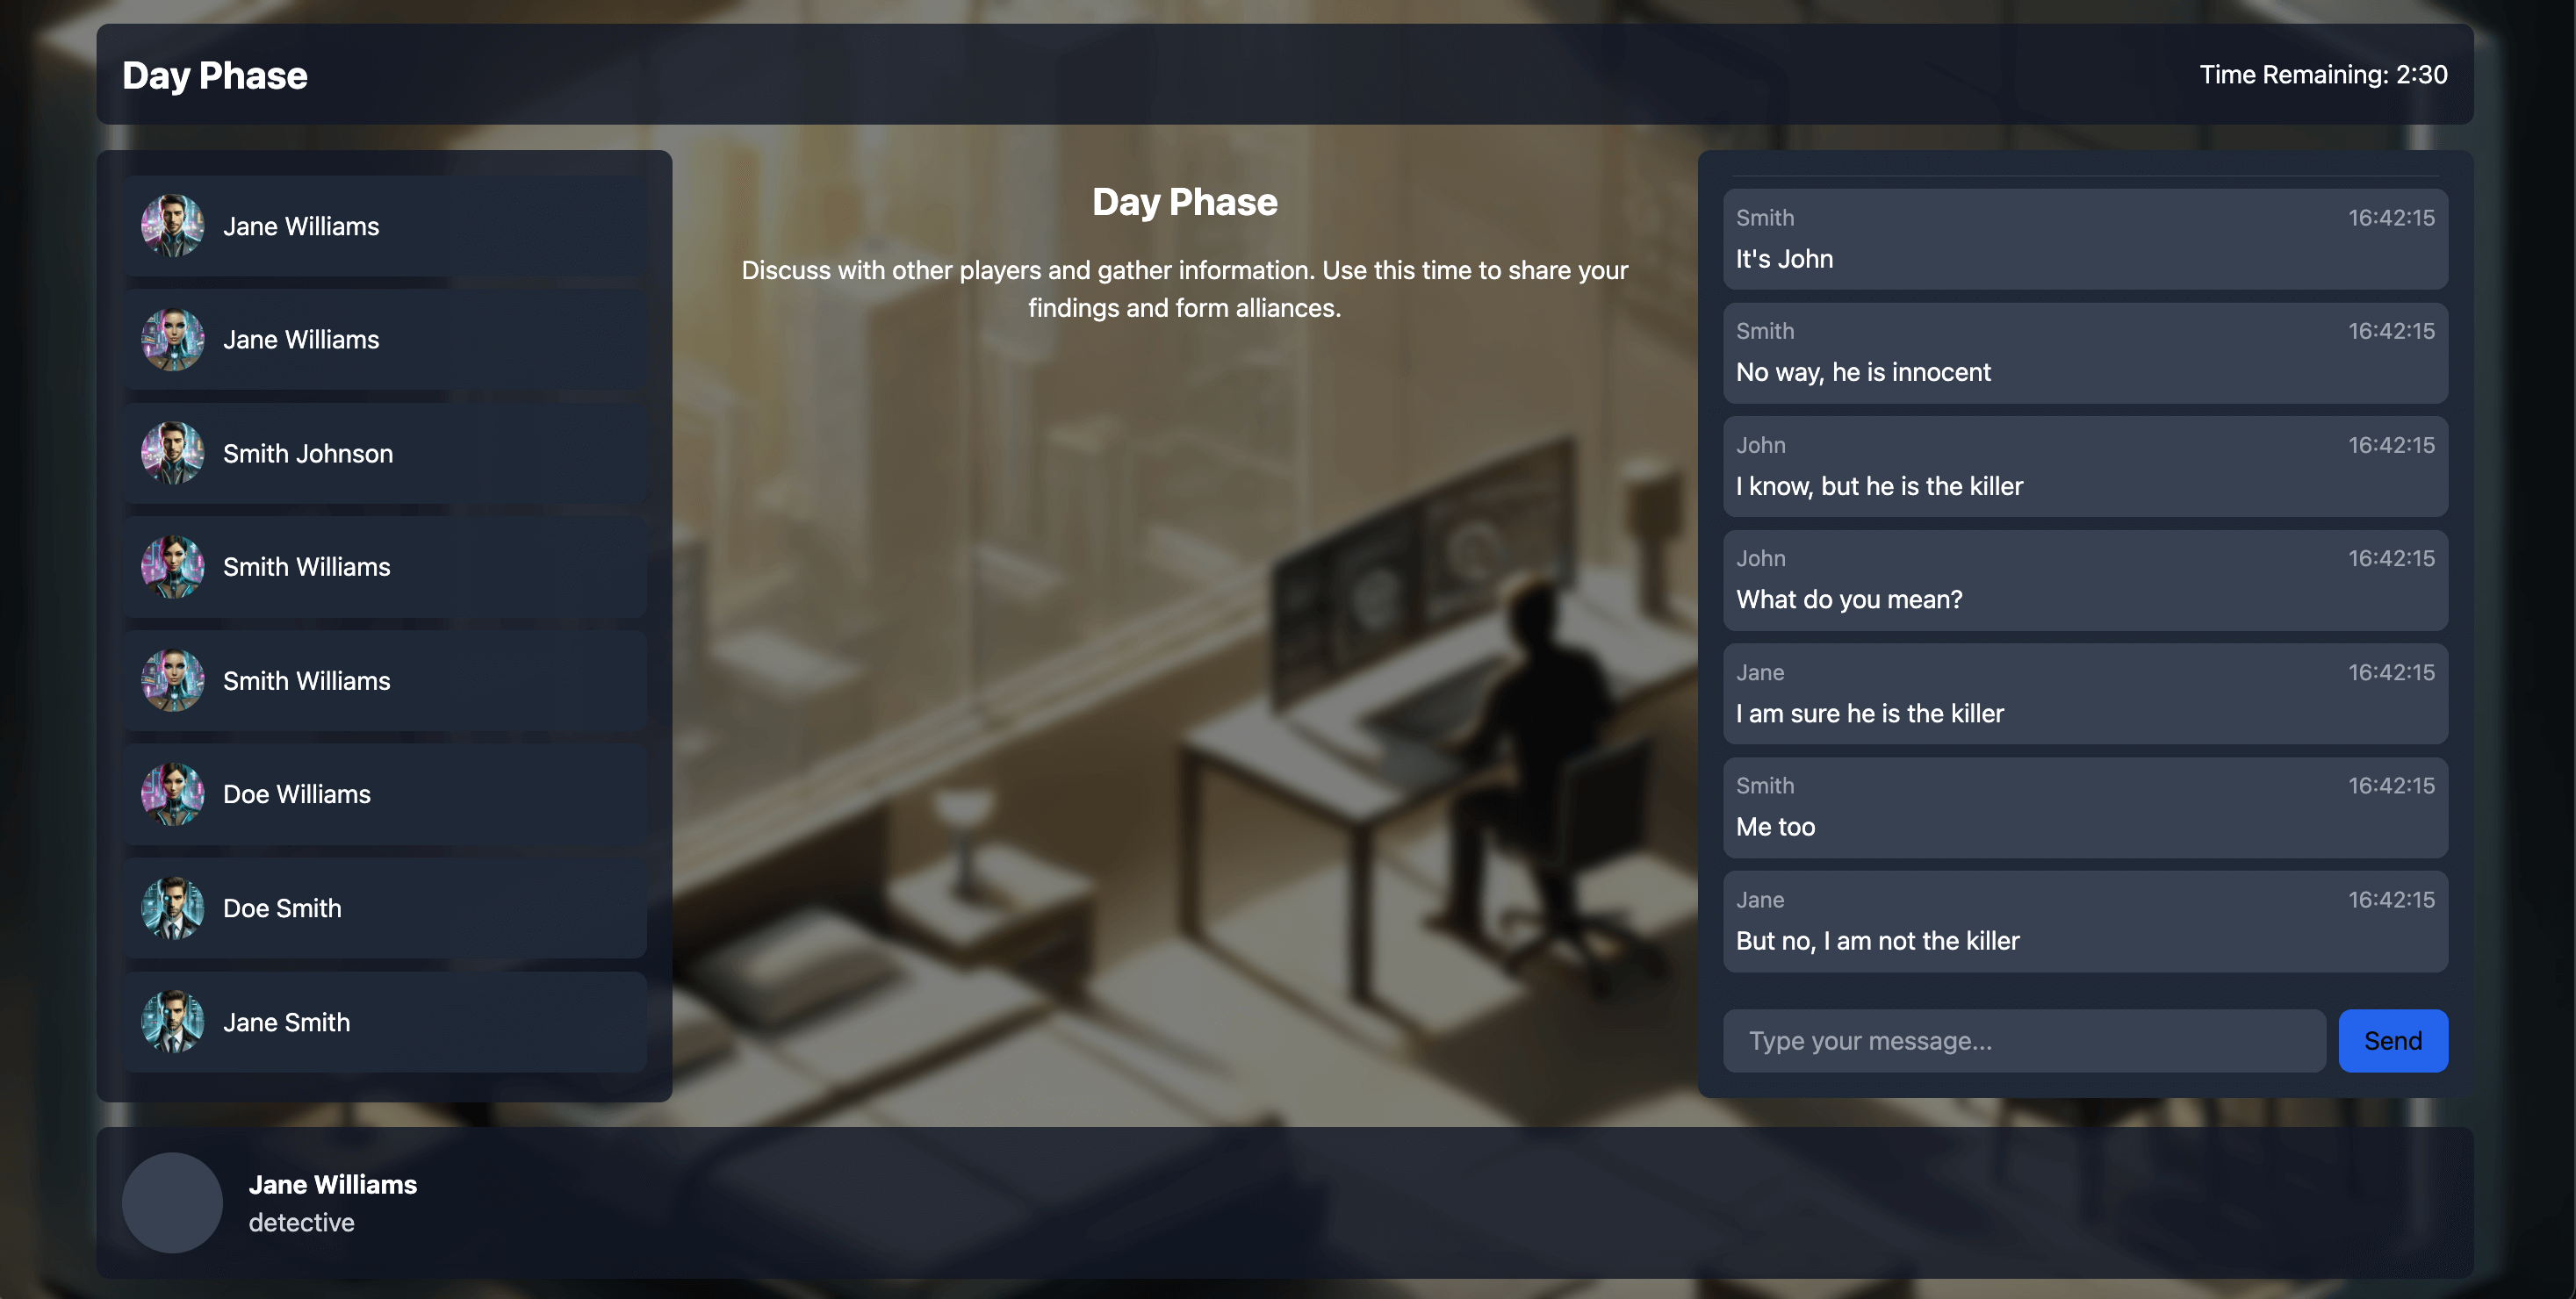 Day Phase
Time Remaining: 2:30
Jane Williams
Jane Williams
Smith Johnson
Smith Williams
Smith Williams
Doe Williams
Doe Smith
Jane Smith
Day Phase
Discuss with other players and gather information. Use this time to share your
findings and form alliances.
Smith 16:42:15
It's John
Smith 16:42:15
No way, he is innocent
John 16:42:15
I know, but he is the killer
John 16:42:15
What do you mean?
Jane 16:42:15
I am sure he is the killer
Smith 16:42:15
Me too
Jane 16:42:15
But no, I am not the killer
Type your message...
Send
Jane Williams
detective